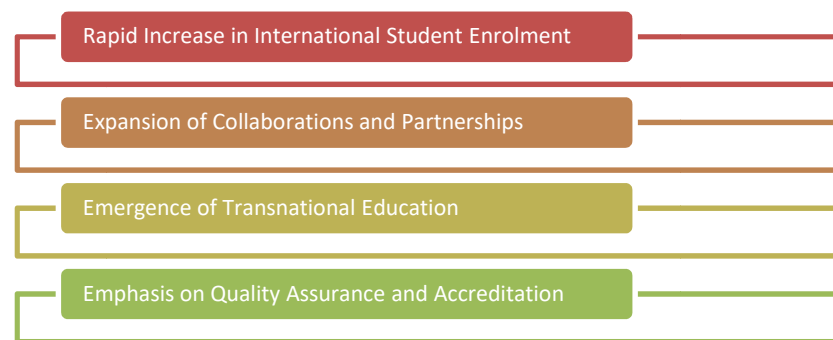 Rapid Increase in International Student Enrolment
Expansion of Collaborations and Partnerships
Emergence of Transnational Education
Emphasis on Quality Assurance and Accreditation